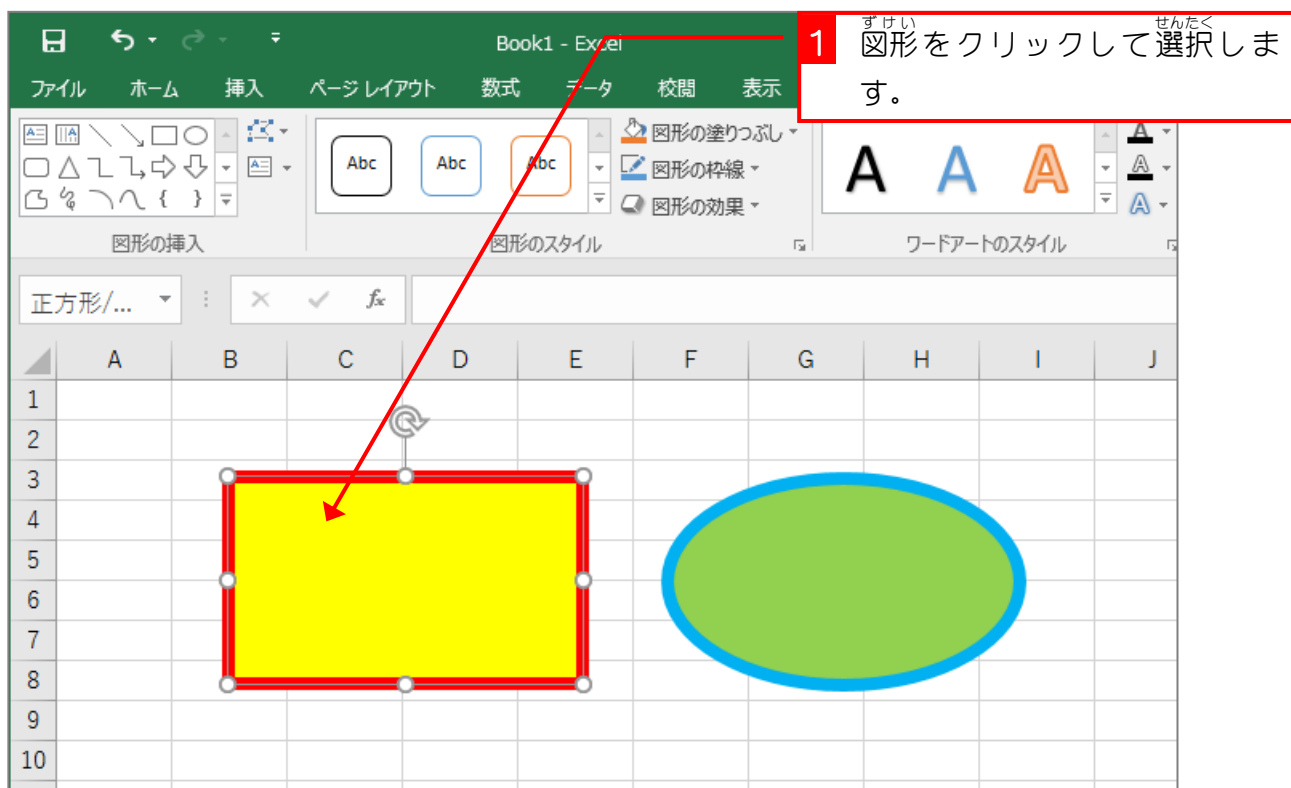 Book1 - Excel
1 図形をクリックして選択しま
ずけい せんたく
す。
ファイル ホーム 挿入 ページ レイアウト 数式 データ 校閲 表示
Abc Abc Abc
図形の塗りつぶし
図形の枠線
図形の効果
A A A
A
A
A
図形の挿入 図形のスタイル ワードアートのスタイル
正方形/... fx
A B C D E F G H I J
1
2
3
4
5
6
7
8
9
10